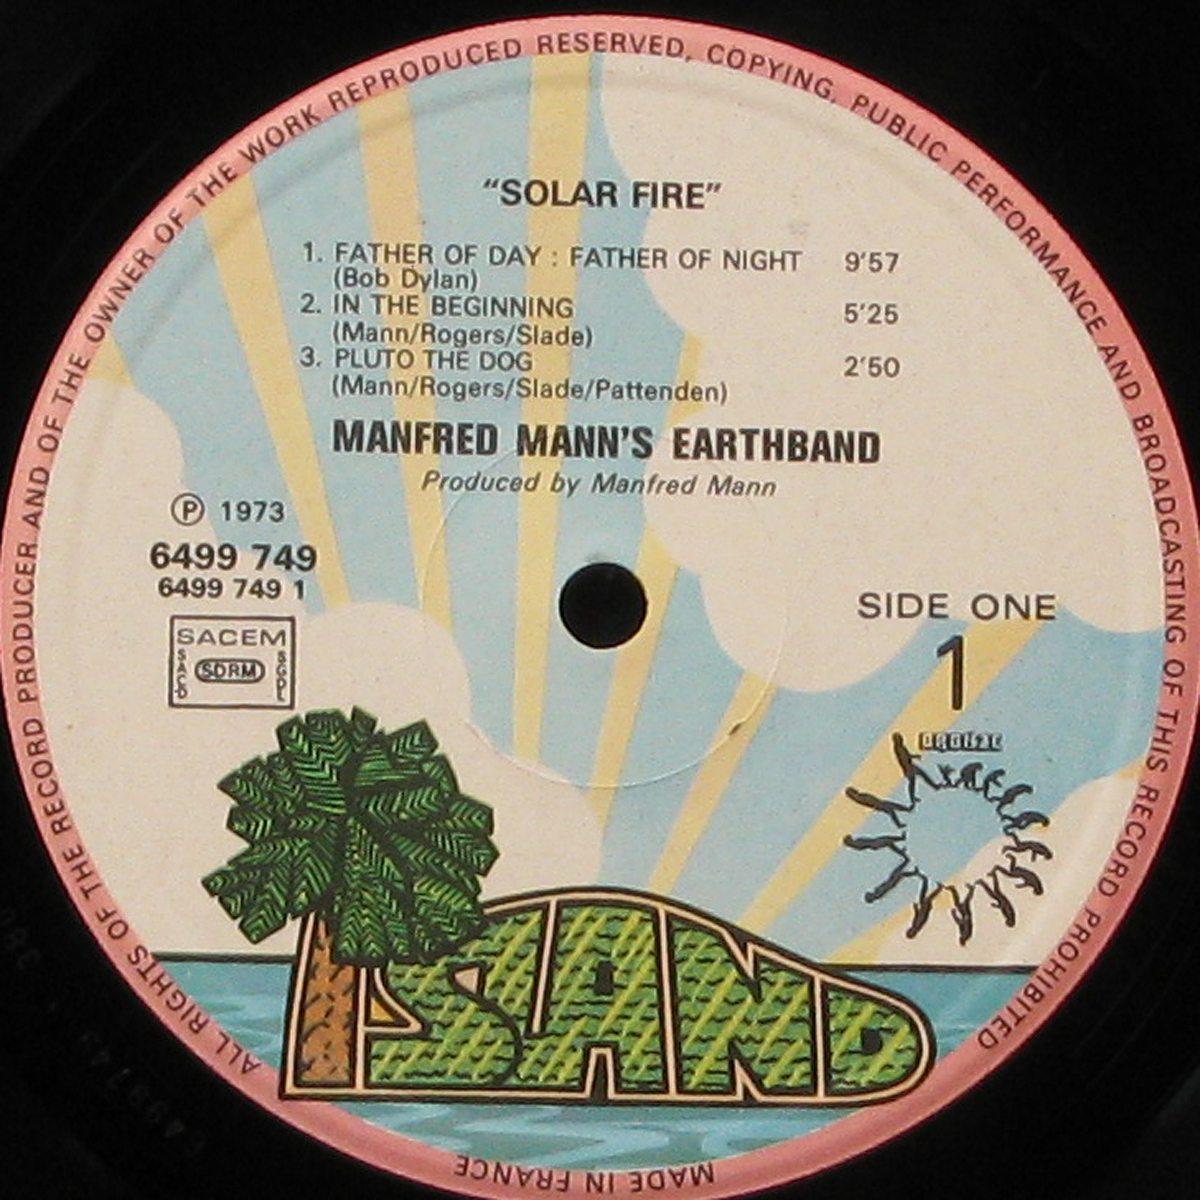 ALL RIGHTS OF THE RECORD PRODUCER AND OF THE OWNER OF THE WORK REPRODUCED RESERVED, COPYING, PUBLIC PERFORMANCE AND BROADCASTING OF THIS RECORD PROHIBITED
"SOLAR FIRE"
1. FATHER OF DAY : FATHER OF NIGHT 9'57
(Bob Dylan)
2. IN THE BEGINNING 5'25
(Mann/Rogers/Slade)
3. PLUTO THE DOG 2'50
(Mann/Rogers/Slade/Pattenden)
MANFRED MANN'S EARTHBAND
Produced by Manfred Mann
Ⓟ 1973
6499 749
6499 749 1
SACEM
SACD SDRM SGDL
SIDE ONE
1
BRONZE
ISLAND
MADE IN FRANCE